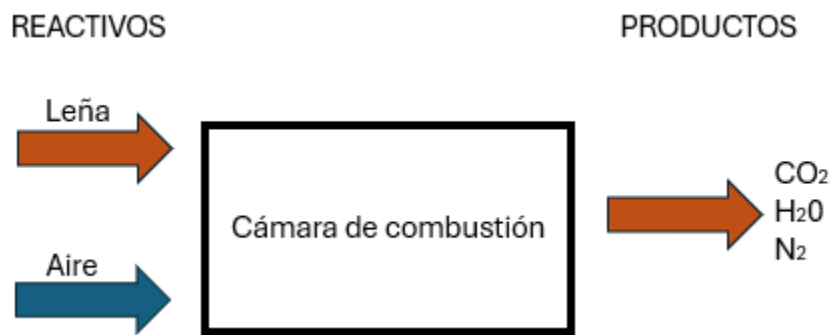 REACTIVOS
PRODUCTOS
Leña
Cámara de combustión
CO₂
H₂0
N₂
Aire